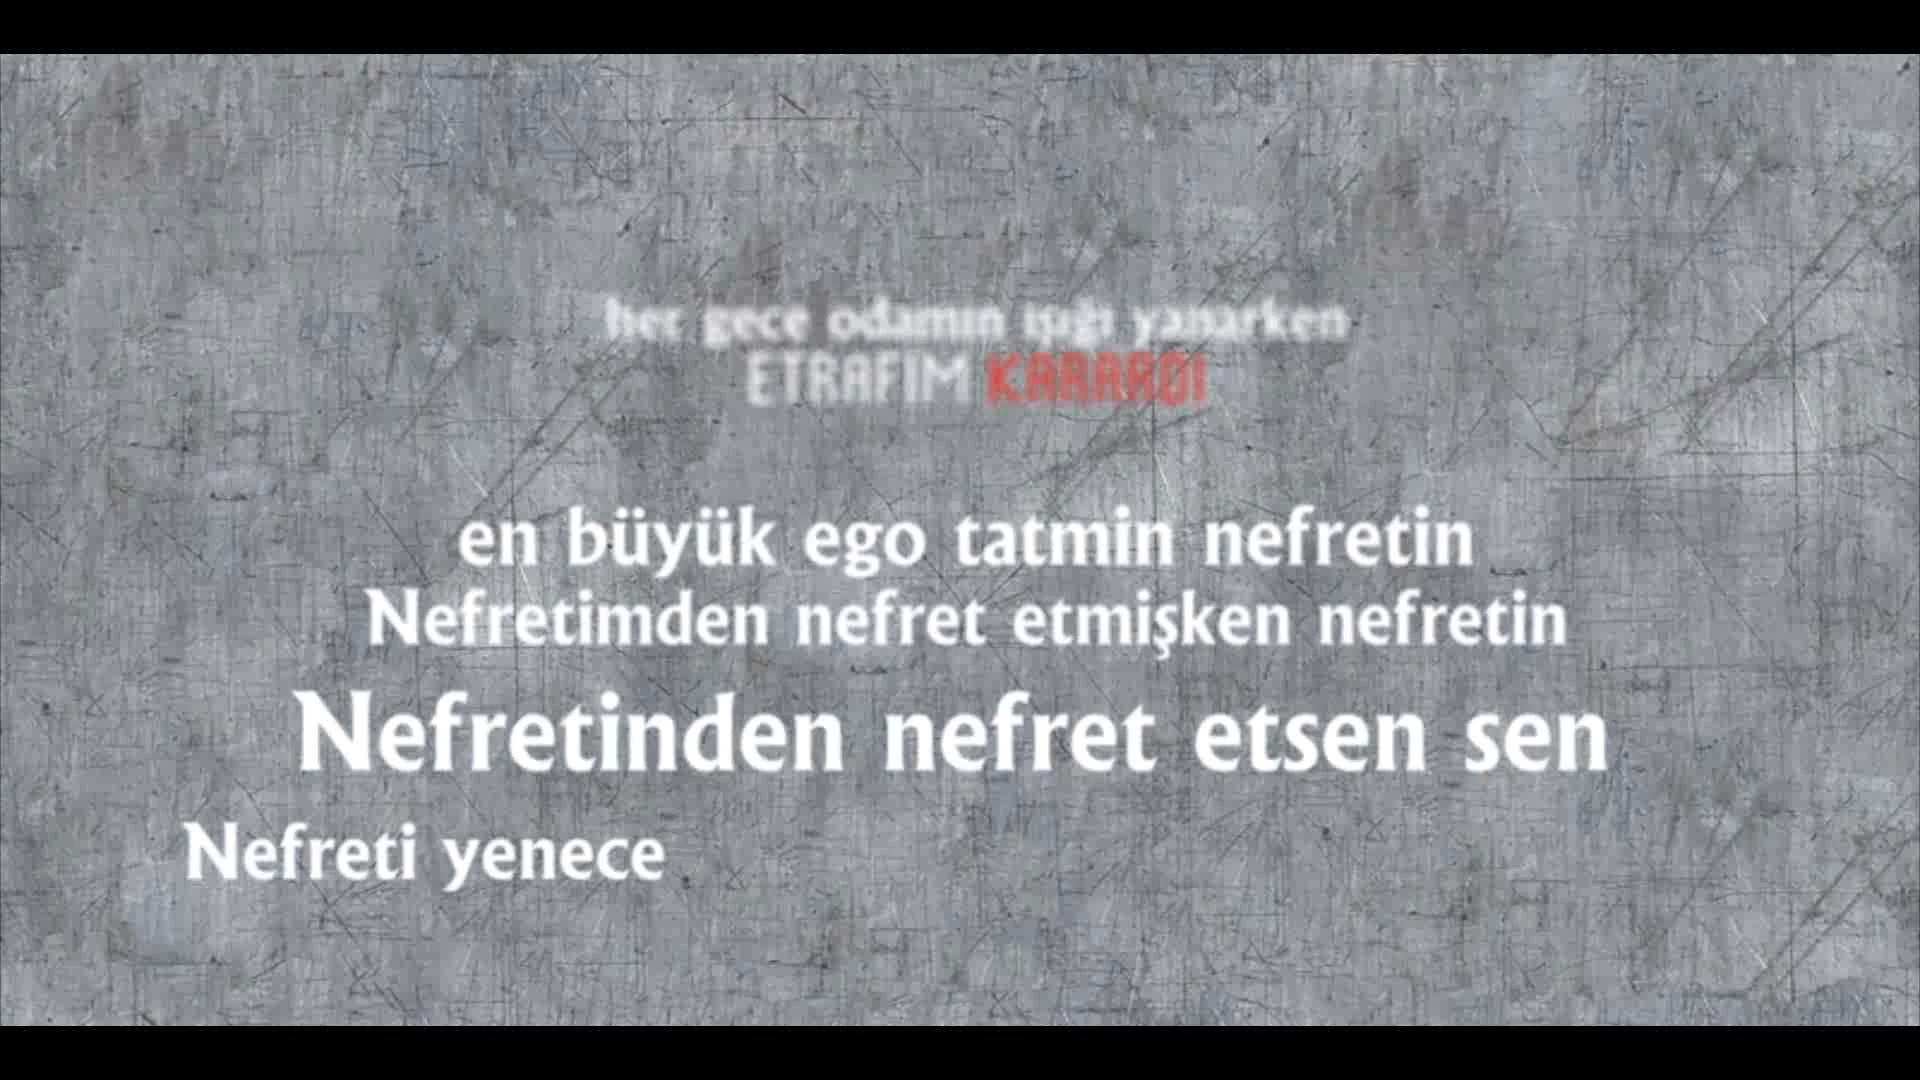 her gece odamın ışığı yanarken
ETRAFIM KARARDI
en büyük ego tatmin nefretin
Nefretimden nefret etmişken nefretin
Nefretinden nefret etsen sen
Nefreti yenece